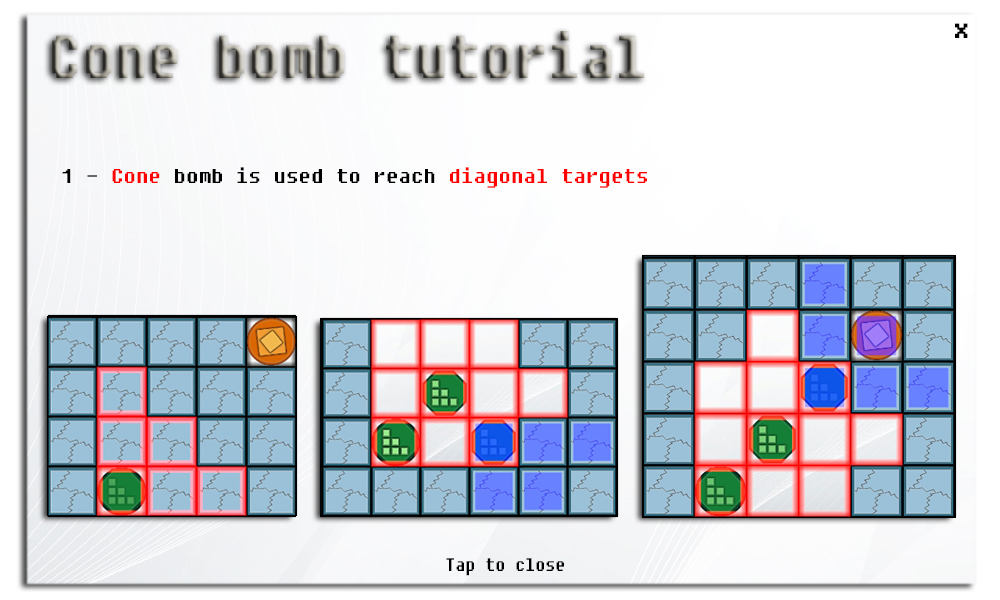 Cone bomb tutorial
x
1 - Cone bomb is used to reach diagonal targets
Tap to close